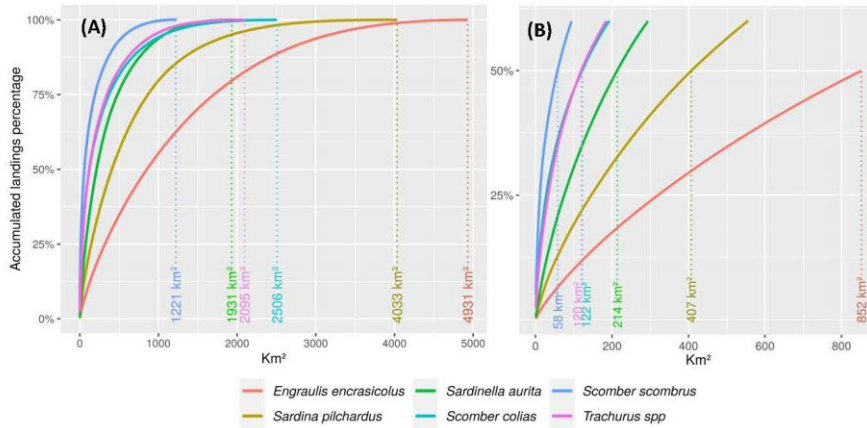 (A)
(B)
Accumulated landings percentage
100%
75%
50%
25%
0%
1221 km²
1931 km²
2095 km²
2506 km²
4033 km²
4931 km²
0 1000 2000 3000 4000 5000
Km²
50%
25%
58 km²
120 km²
122 km²
214 km²
407 km²
852 km²
0 200 400 600 800
Km²
Engraulis encrasicolus Sardinella aurita Scomber scombrus
Sardina pilchardus Scomber colias Trachurus spp